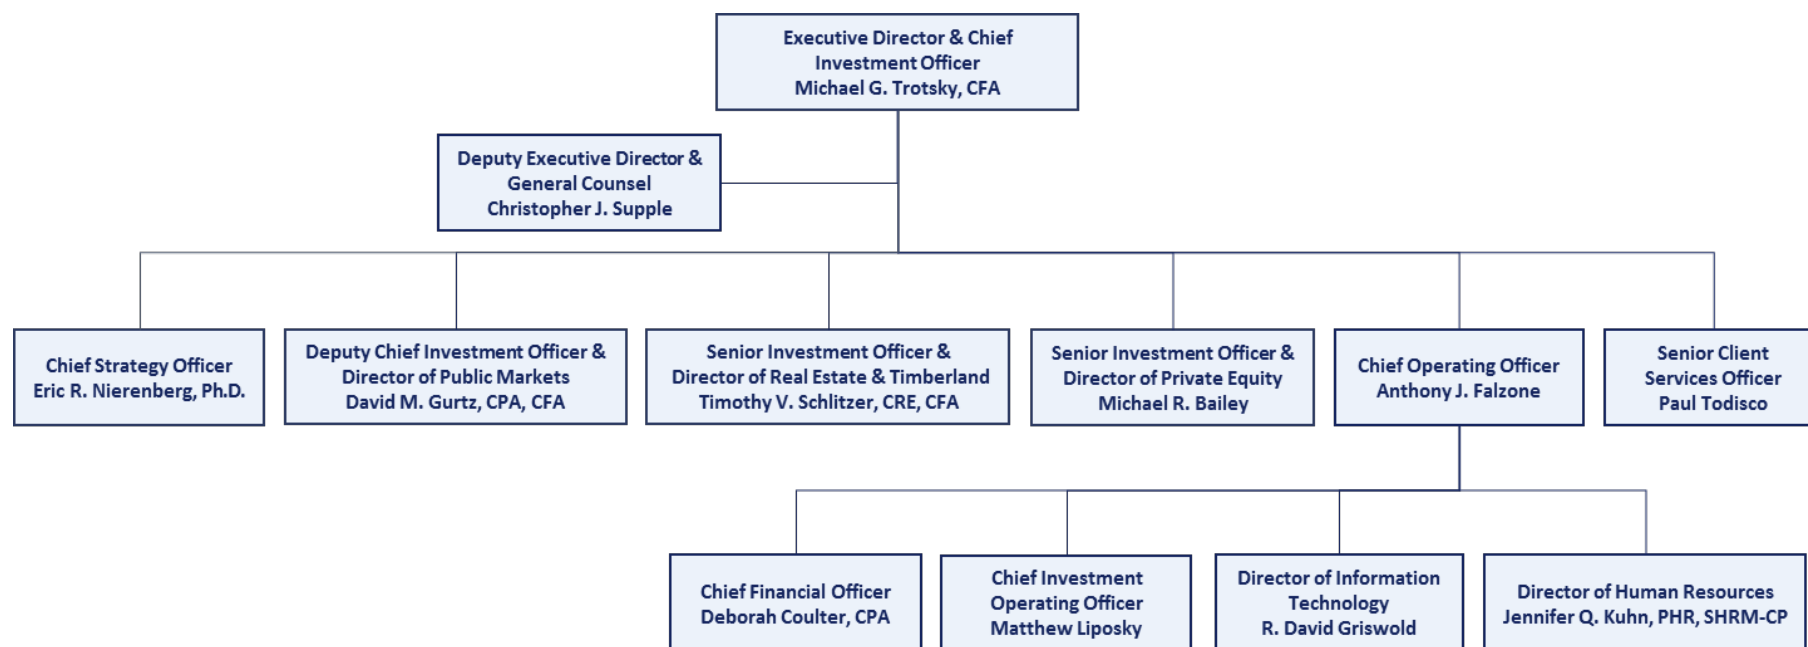 Executive Director & Chief
Investment Officer
Michael G. Trotsky, CFA
Deputy Executive Director &
General Counsel
Christopher J. Supple
Chief Strategy Officer
Eric R. Nierenberg, Ph.D.
Deputy Chief Investment Officer &
Director of Public Markets
David M. Gurtz, CPA, CFA
Senior Investment Officer &
Director of Real Estate & Timberland
Timothy V. Schlitzer, CRE, CFA
Senior Investment Officer &
Director of Private Equity
Michael R. Bailey
Chief Operating Officer
Anthony J. Falzone
Senior Client
Services Officer
Paul Todisco
Chief Financial Officer
Deborah Coulter, CPA
Chief Investment
Operating Officer
Matthew Liposky
Director of Information
Technology
R. David Griswold
Director of Human Resources
Jennifer Q. Kuhn, PHR, SHRM-CP